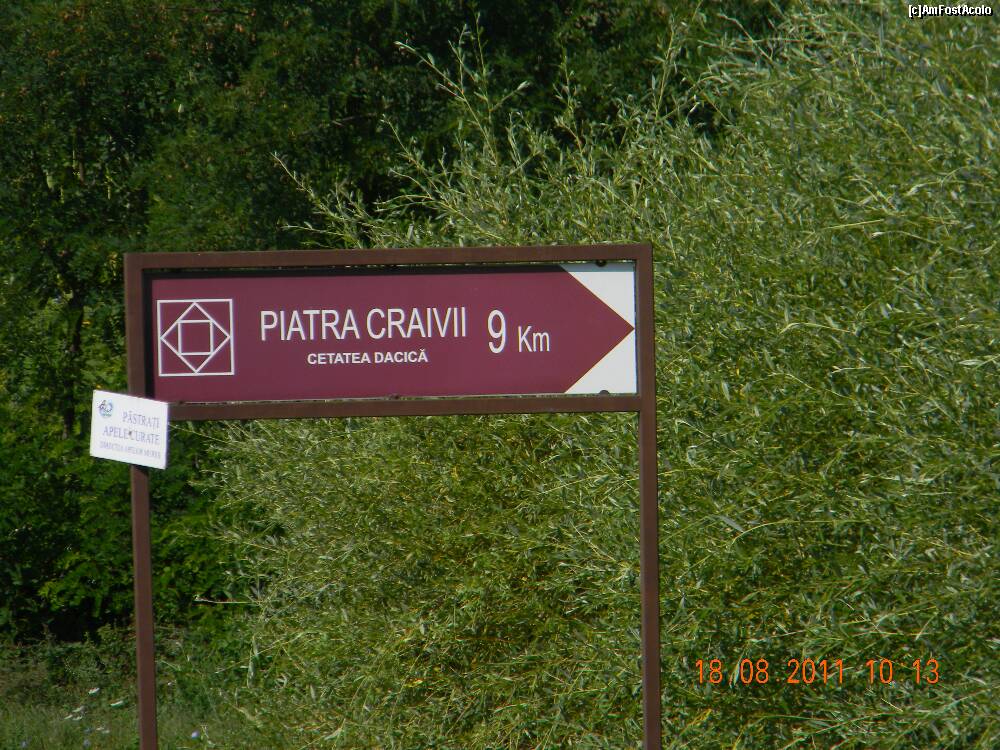 [c]AmFostAcolo
PIATRA CRAIVII 9 Km
CETATEA DACICĂ
PĂSTRAȚI
APELE CURATE
18.08.2011 10:13